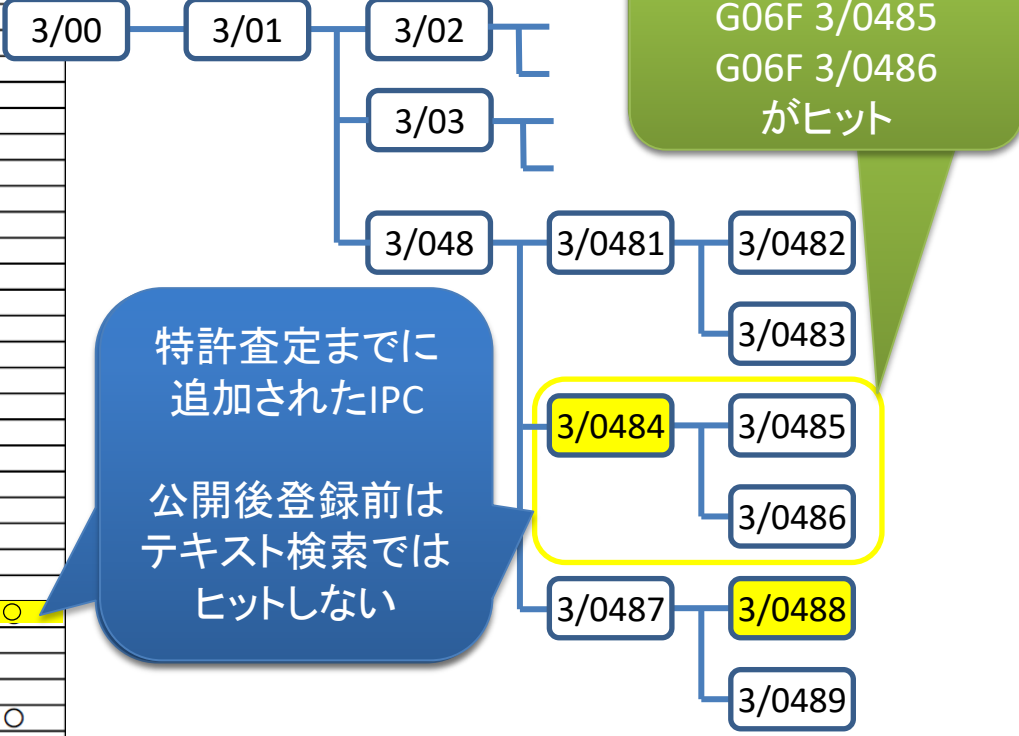 3/00
3/01
3/02
3/03
3/048
3/0481
3/0482
3/0483
3/0484
3/0485
3/0486
3/0487
3/0488
3/0489
G06F 3/0485
G06F 3/0486
がヒット
特許査定までに
追加されたIPC
公開後登録前は
テキスト検索では
ヒットしない
○
○